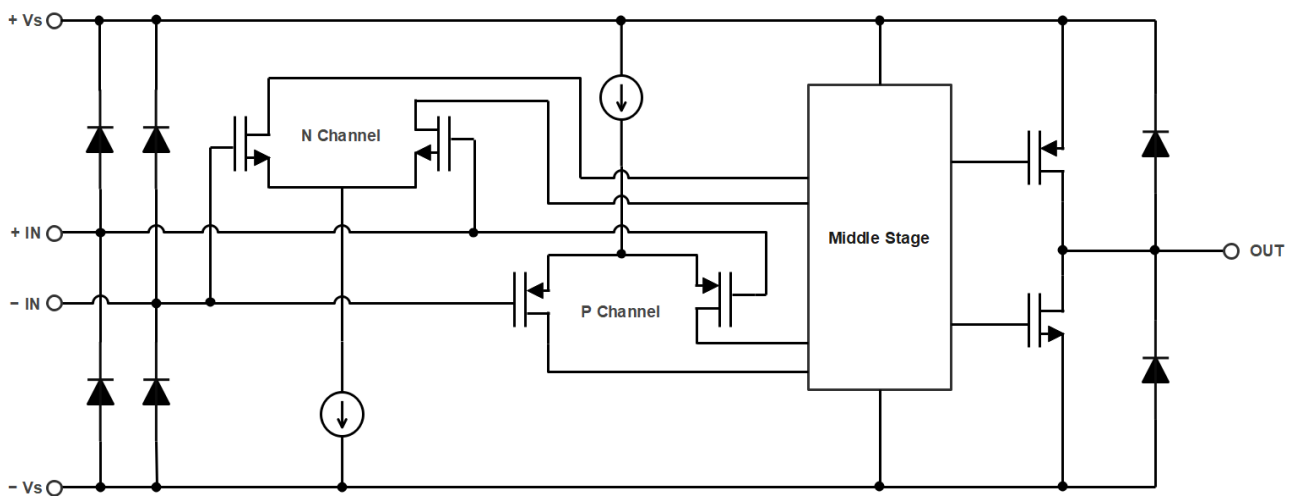 + Vs
N Channel
+ IN
Middle Stage
OUT
− IN
P Channel
− Vs